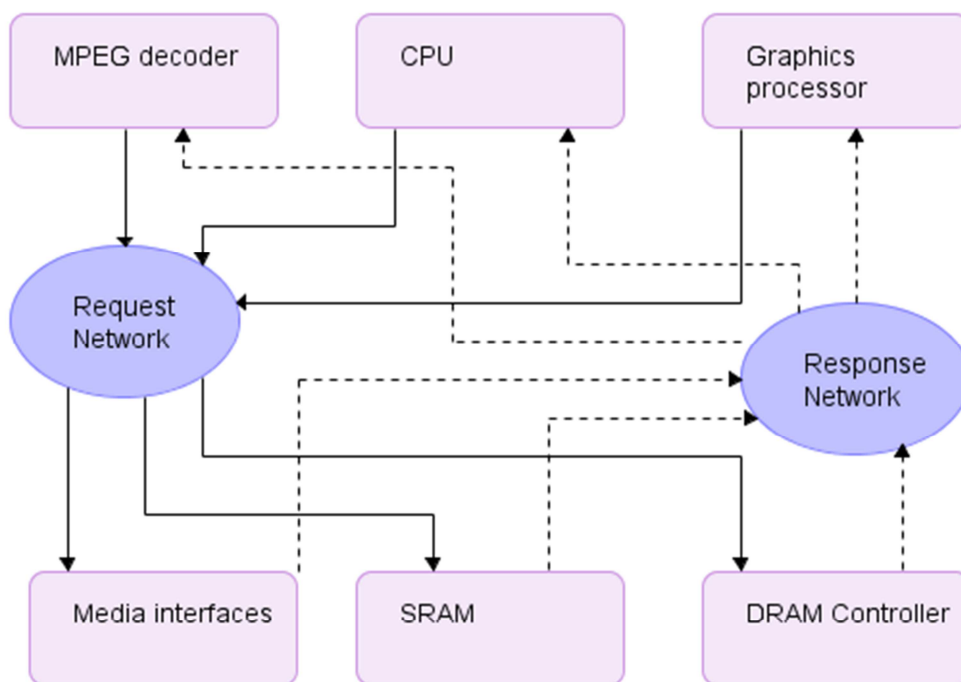 MPEG decoder
CPU
Graphics
processor
Request
Network
Response
Network
Media interfaces
SRAM
DRAM Controller